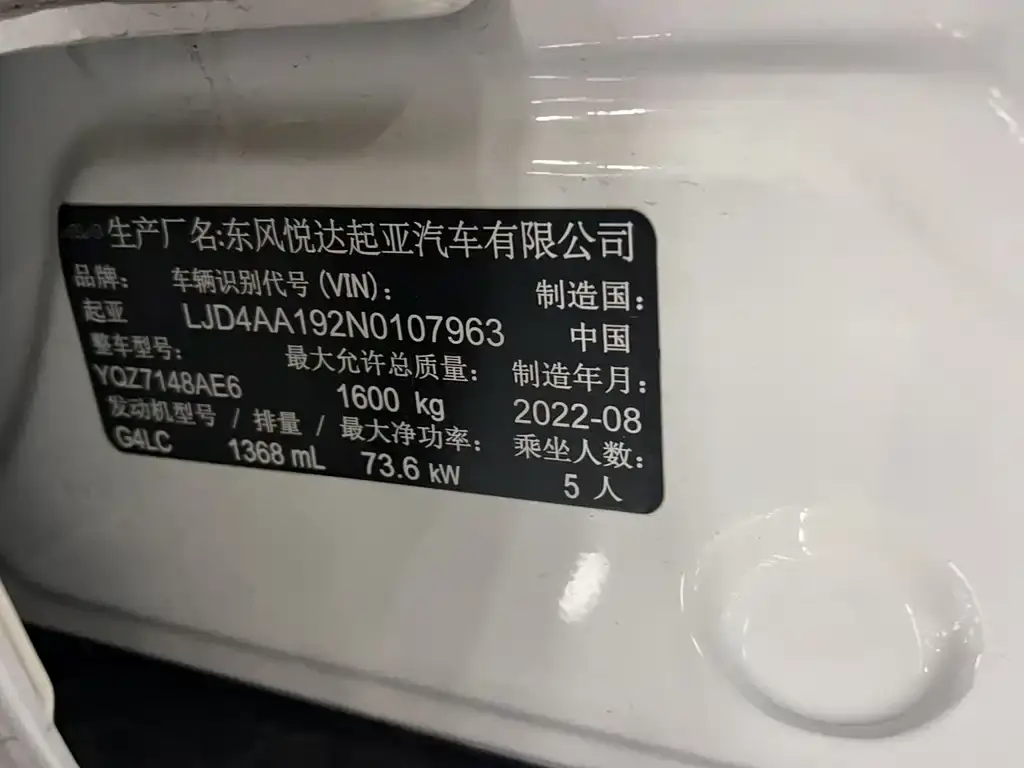 生产厂名:东风悦达起亚汽车有限公司
品牌: 车辆识别代号 (VIN): 制造国:
起亚 LJD4AA192N0107963 中国
整车型号: 最大允许总质量: 制造年月:
YQZ7148AE6 1600 kg 2022-08
发动机型号 / 排量 / 最大净功率: 乘坐人数:
G4LC 1368 mL 73.6 kW 5 人